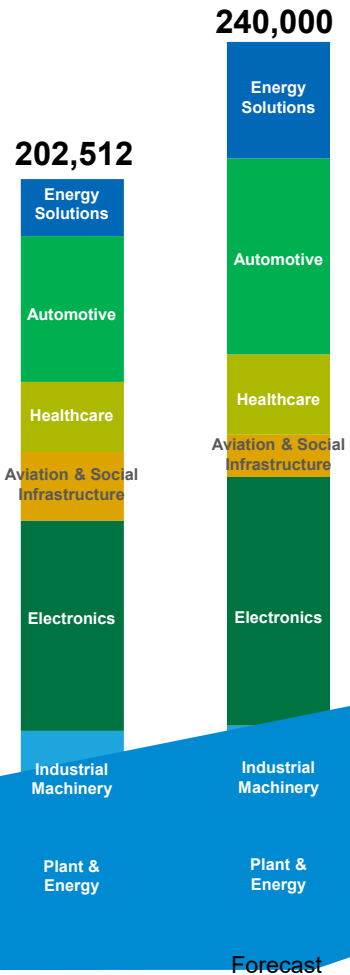 240,000
Energy
Solutions
Automotive
Healthcare
Aviation & Social
Infrastructure
Electronics
Industrial
Machinery
Plant &
Energy
Forecast
202,512
Energy
Solutions
Automotive
Healthcare
Aviation & Social
Infrastructure
Electronics
Industrial
Machinery
Plant &
Energy